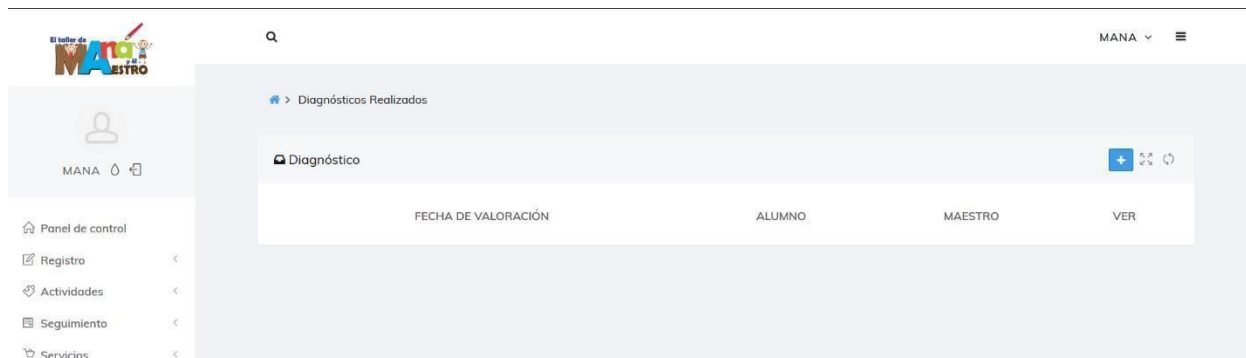 El taller de
Maná
y el
MAESTRO
MANA
Diagnósticos Realizados
MANA
Diagnóstico
FECHA DE VALORACIÓN ALUMNO MAESTRO VER
Panel de control
Registro
Actividades
Seguimiento
Servicios